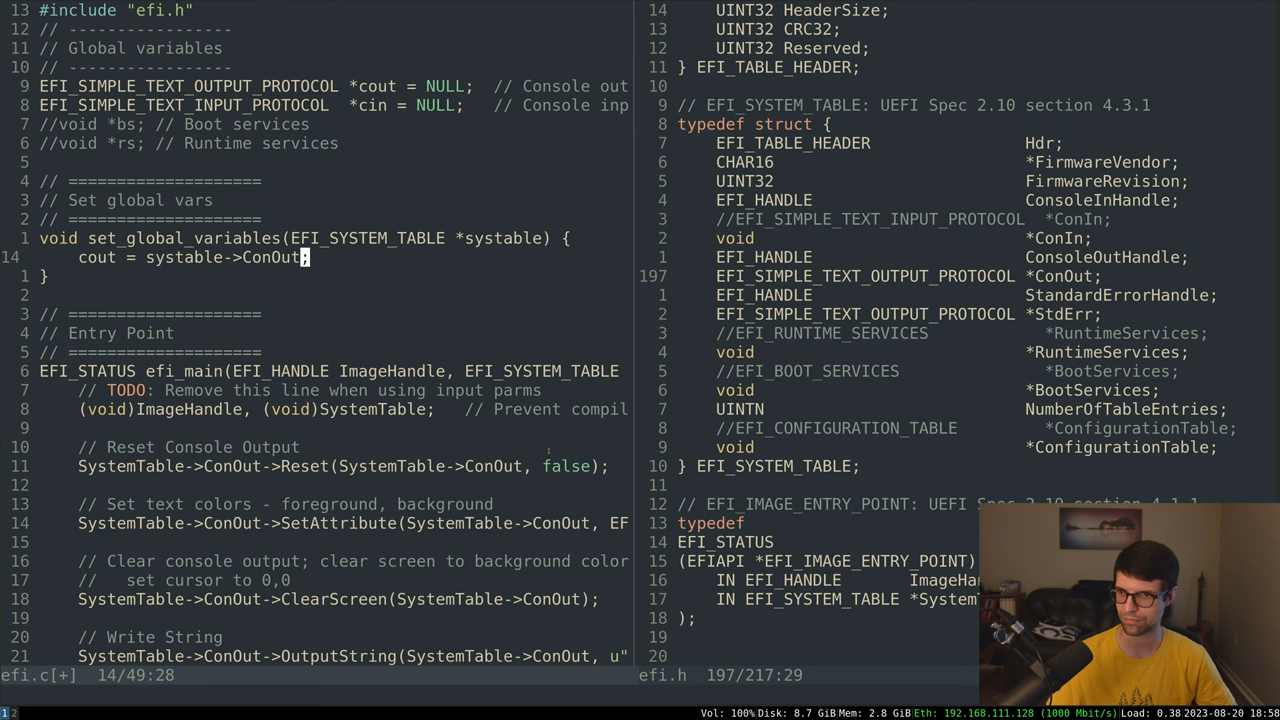 13 #include "efi.h"
12 // -----------------
11 // Global variables
10 // -----------------
9 EFI_SIMPLE_TEXT_OUTPUT_PROTOCOL *cout = NULL;  // Console out
8 EFI_SIMPLE_TEXT_INPUT_PROTOCOL  *cin = NULL;   // Console inp
7 //void *bs; // Boot services
6 //void *rs; // Runtime services
5
4 // ====================
3 // Set global vars
2 // ====================
1 void set_global_variables(EFI_SYSTEM_TABLE *systable) {
14     cout = systable->ConOut;
1 }
2
3 // ====================
4 // Entry Point
5 // ====================
6 EFI_STATUS efi_main(EFI_HANDLE ImageHandle, EFI_SYSTEM_TABLE
7     // TODO: Remove this line when using input parms
8     (void)ImageHandle, (void)SystemTable;   // Prevent compil
9
10     // Reset Console Output
11     SystemTable->ConOut->Reset(SystemTable->ConOut, false);
12
13     // Set text colors - foreground, background
14     SystemTable->ConOut->SetAttribute(SystemTable->ConOut, EF
15
16     // Clear console output; clear screen to background color
17     //   set cursor to 0,0
18     SystemTable->ConOut->ClearScreen(SystemTable->ConOut);
19
20     // Write String
21     SystemTable->ConOut->OutputString(SystemTable->ConOut, u"
efi.c[+]  14/49:28
14     UINT32 HeaderSize;
13     UINT32 CRC32;
12     UINT32 Reserved;
11 } EFI_TABLE_HEADER;
10
9 // EFI_SYSTEM_TABLE: UEFI Spec 2.10 section 4.3.1
8 typedef struct {
7     EFI_TABLE_HEADER                Hdr;
6     CHAR16                          *FirmwareVendor;
5     UINT32                          FirmwareRevision;
4     EFI_HANDLE                      ConsoleInHandle;
3     //EFI_SIMPLE_TEXT_INPUT_PROTOCOL  *ConIn;
2     void                            *ConIn;
1     EFI_HANDLE                      ConsoleOutHandle;
197     EFI_SIMPLE_TEXT_OUTPUT_PROTOCOL *ConOut;
1     EFI_HANDLE                      StandardErrorHandle;
2     EFI_SIMPLE_TEXT_OUTPUT_PROTOCOL *StdErr;
3     //EFI_RUNTIME_SERVICES            *RuntimeServices;
4     void                            *RuntimeServices;
5     //EFI_BOOT_SERVICES               *BootServices;
6     void                            *BootServices;
7     UINTN                           NumberOfTableEntries;
8     //EFI_CONFIGURATION_TABLE         *ConfigurationTable;
9     void                            *ConfigurationTable;
10 } EFI_SYSTEM_TABLE;
11
12 // EFI_IMAGE_ENTRY_POINT: UEFI Spec 2.10 section 4.1.1
13 typedef
14 EFI_STATUS
15 (EFIAPI *EFI_IMAGE_ENTRY_POINT)
16     IN EFI_HANDLE       ImageHan
17     IN EFI_SYSTEM_TABLE *System
18 );
19
20
efi.h  197/217:29
1 2 Vol: 100% Disk: 8.7 GiB Mem: 2.8 GiB Eth: 192.168.111.128 (1000 Mbit/s) Load: 0.38 2023-08-20 18:58